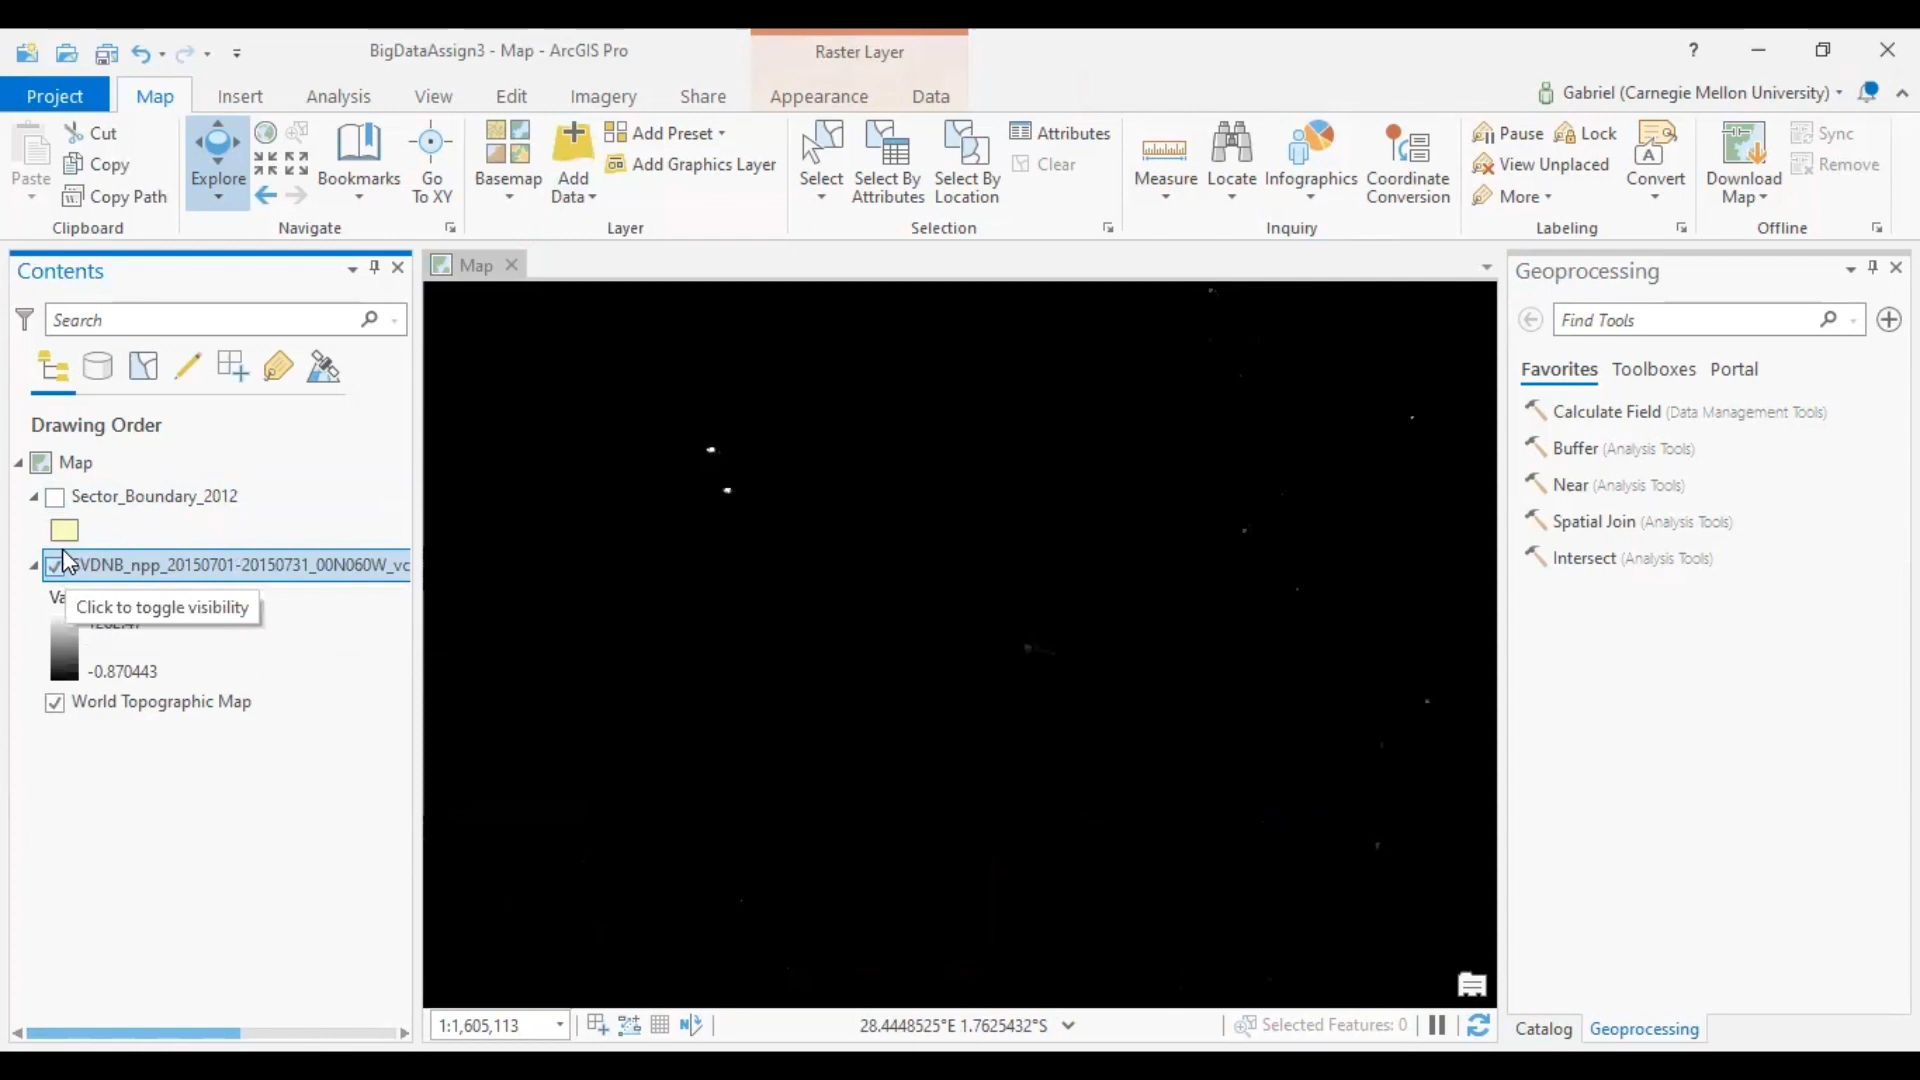 BigDataAssign3 - Map - ArcGIS Pro
Raster Layer
?
Project
Map
Insert
Analysis
View
Edit
Imagery
Share
Appearance
Data
Gabriel (Carnegie Mellon University)
Paste
Cut
Copy
Copy Path
Clipboard
Explore
Bookmarks
Go
To XY
Navigate
Basemap
Add
Data
Add Preset
Add Graphics Layer
Layer
Select
Select By
Attributes
Select By
Location
Attributes
Clear
Selection
Measure
Locate
Infographics
Coordinate
Conversion
Inquiry
Pause
Lock
View Unplaced
More
A
Convert
Labeling
Download
Map
Sync
Remove
Offline
Contents
Search
Drawing Order
Map
Sector_Boundary_2012
VDNB_npp_20150701-20150731_00N060W_vc
Va
Click to toggle visibility
-0.870443
World Topographic Map
Map
1:1,605,113
28.4448525°E 1.7625432°S
Selected Features: 0
Geoprocessing
Find Tools
Favorites
Toolboxes
Portal
Calculate Field (Data Management Tools)
Buffer (Analysis Tools)
Near (Analysis Tools)
Spatial Join (Analysis Tools)
Intersect (Analysis Tools)
Catalog
Geoprocessing